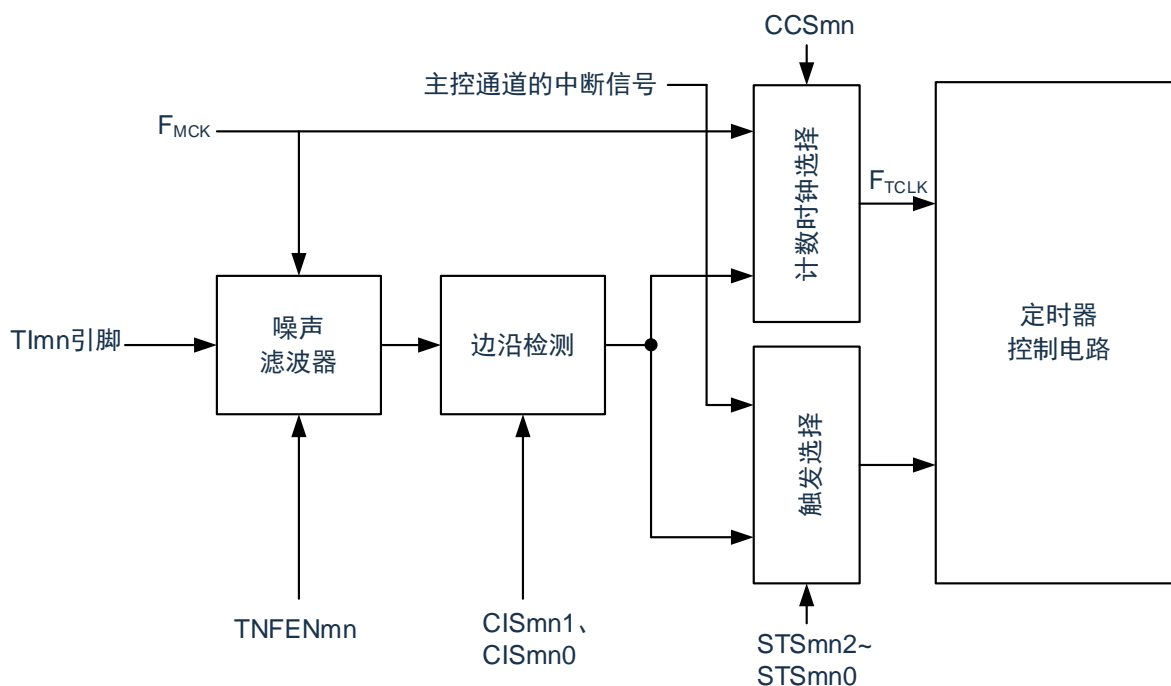 CCSmn
主控通道的中断信号
FMCK
计数时钟选择
FTCLK
TImn引脚
噪声
滤波器
边沿检测
定时器
控制电路
触发选择
TNFENmn
CISmn1、
CISmn0
STSmn2~
STSmn0